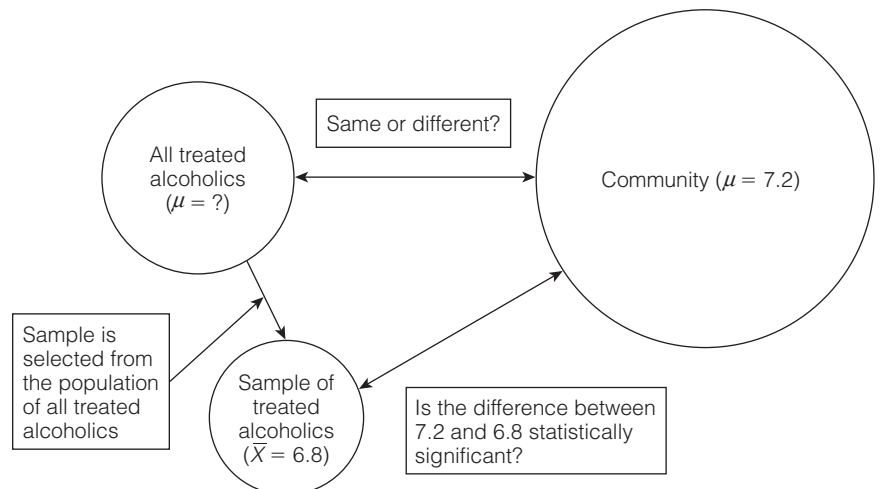 Same or different?
All treated
alcoholics
(μ = ?)
Community (μ = 7.2)
Sample is
selected from
the population
of all treated
alcoholics
Sample of
treated
alcoholics
(X̅ = 6.8)
Is the difference between
7.2 and 6.8 statistically
significant?